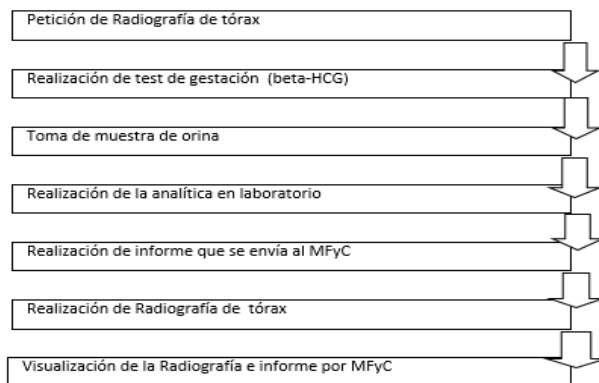 Petición de Radiografía de tórax
Realización de test de gestación (beta-HCG)
Toma de muestra de orina
Realización de la analítica en laboratorio
Realización de informe que se envía al MFyC
Realización de Radiografía de tórax
Visualización de la Radiografía e informe por MFyC